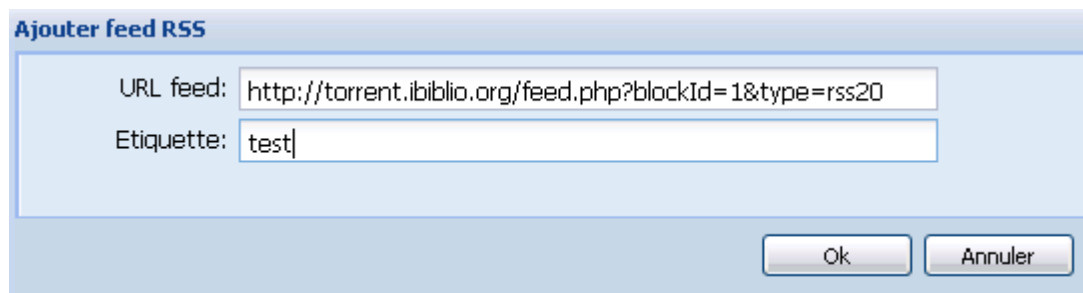 Ajouter feed RSS
URL feed: http://torrent.ibiblio.org/feed.php?blockId=1&type=rss20
Etiquette: test
Ok Annuler